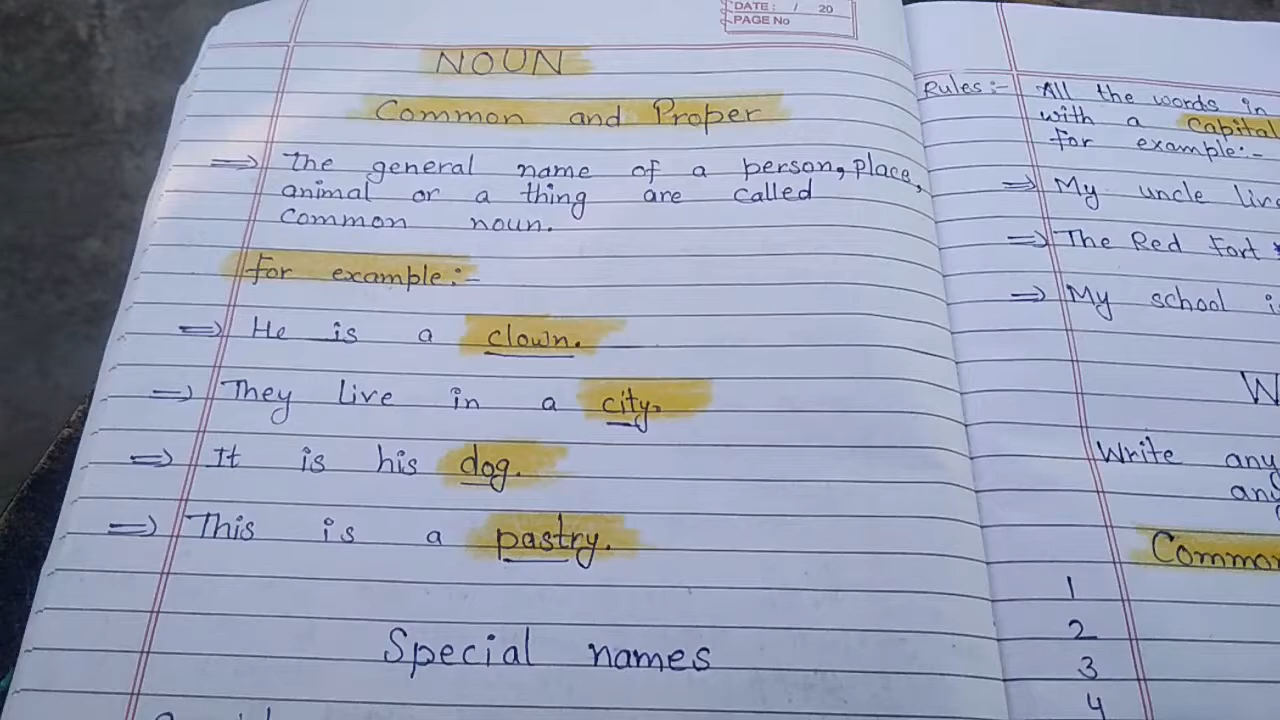 DATE: / 20
PAGE No
NOUN
Common and Proper
⇒ the general name of a person, place,
animal or a thing are called
common noun.
for example:-
⇒ He is a clown.
⇒ They live in a city.
⇒ It is his dog.
⇒ This is a pastry.
Special names
Rules:- All the words in
with a capital
for example:-
⇒ My uncle
⇒ The Red Fort
⇒ My school
Write any
any
1
2
3
4